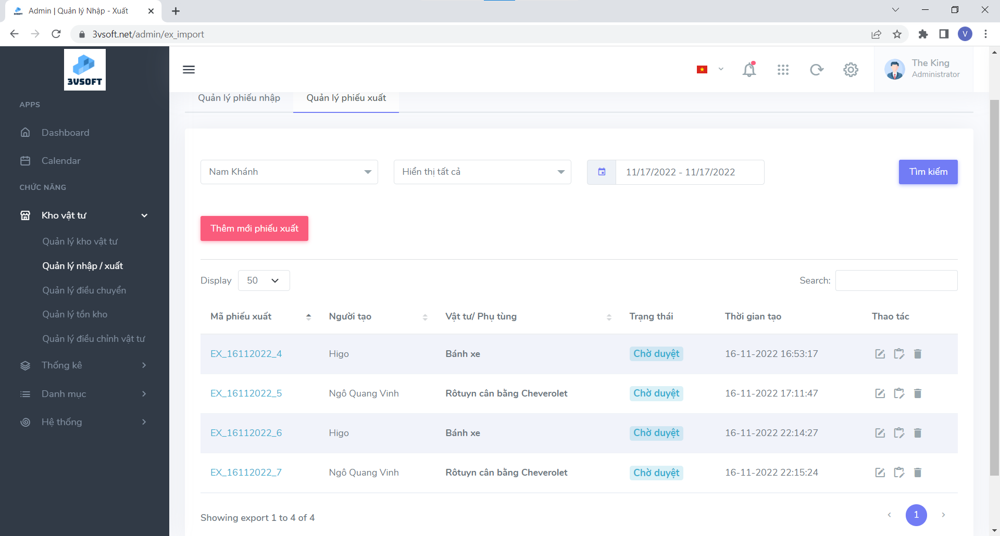 Admin | Quản lý Nhập - Xuất
3vsoft.net/admin/ex_import
V
3VSOFT
The King
Administrator
Quản lý phiếu nhập
Quản lý phiếu xuất
APPS
Dashboard
Calendar
CHỨC NĂNG
Kho vật tư
Quản lý kho vật tư
Quản lý nhập / xuất
Quản lý điều chuyển
Quản lý tồn kho
Quản lý điều chỉnh vật tư
Thống kê
Danh mục
Hệ thống
Nam Khánh
Hiển thị tất cả
11/17/2022 - 11/17/2022
Tìm kiếm
Thêm mới phiếu xuất
Display 50
Search:
Mã phiếu xuất Người tạo Vật tư/ Phụ tùng Trạng thái Thời gian tạo Thao tác
EX_16112022_4 Higo Bánh xe Chờ duyệt 16-11-2022 16:53:17
EX_16112022_5 Ngô Quang Vinh Rôtuyn cân bằng Cheverolet Chờ duyệt 16-11-2022 17:11:47
EX_16112022_6 Higo Bánh xe Chờ duyệt 16-11-2022 22:14:27
EX_16112022_7 Ngô Quang Vinh Rôtuyn cân bằng Cheverolet Chờ duyệt 16-11-2022 22:15:24
Showing export 1 to 4 of 4
1